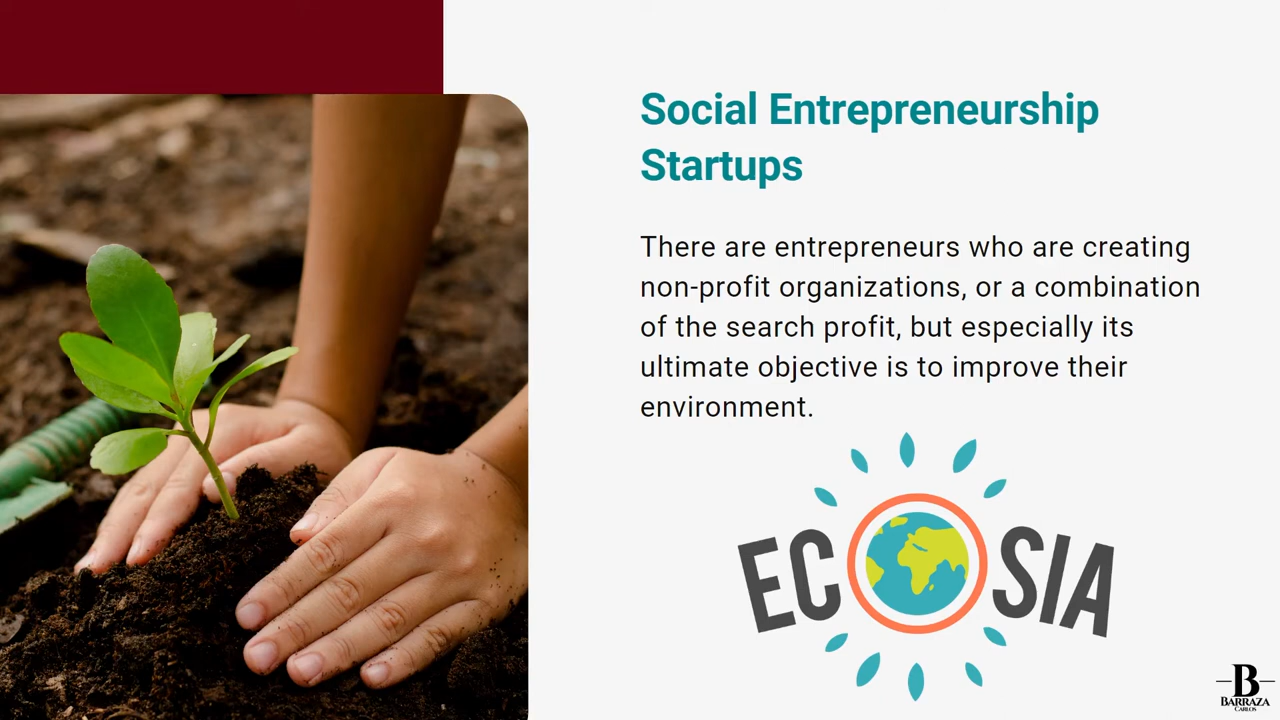 Social Entrepreneurship
Startups
There are entrepreneurs who are creating
non-profit organizations, or a combination
of the search profit, but especially its
ultimate objective is to improve their
environment.
ECOSIA
B
BARRAZA
CARLOS